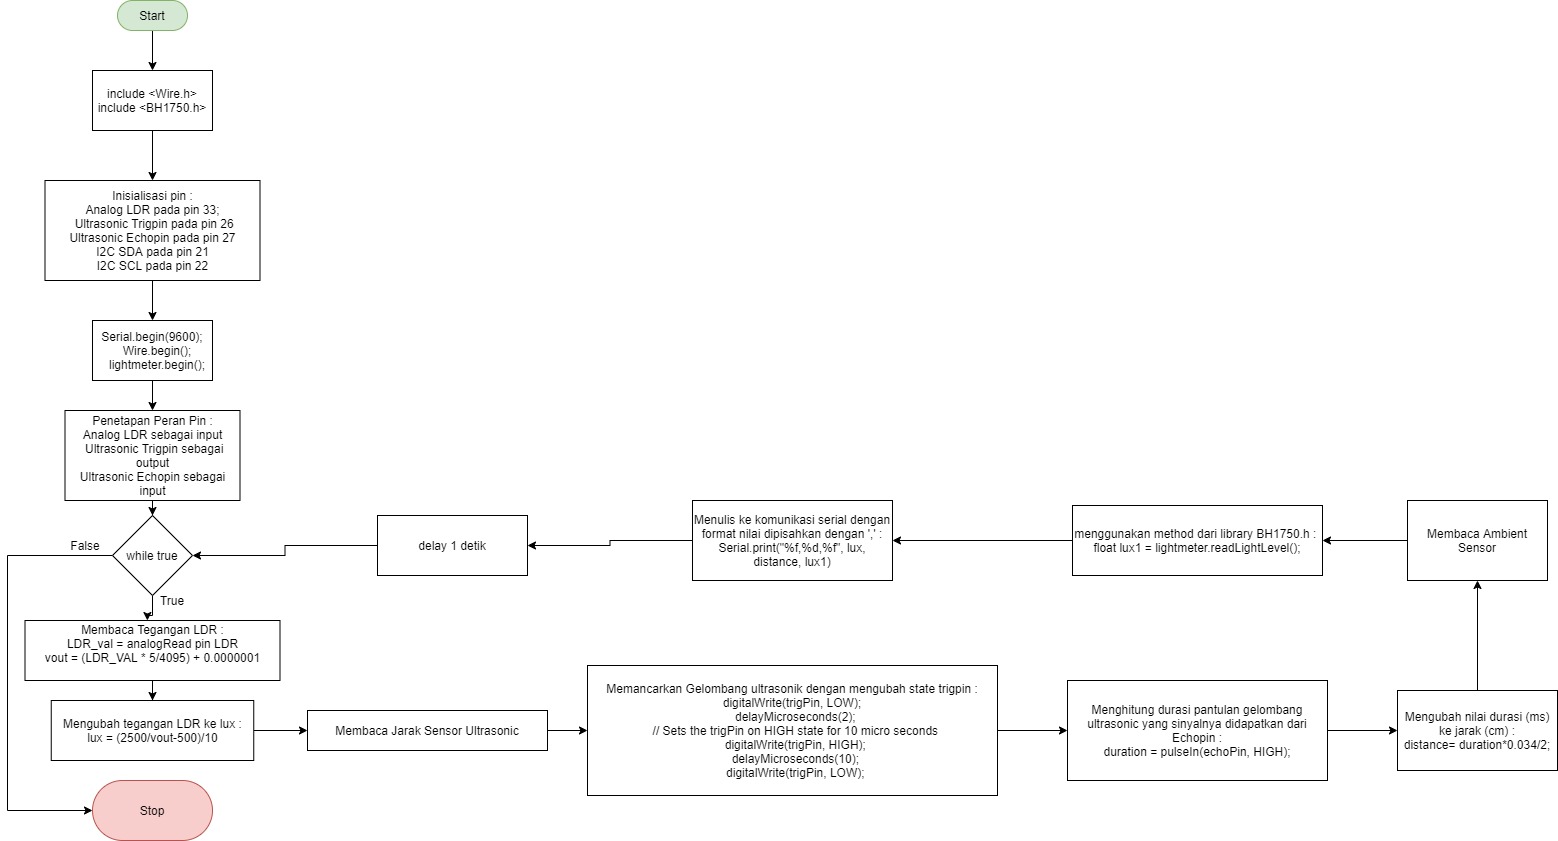 Start
include <Wire.h>
include <BH1750.h>
Inisialisasi pin :
Analog LDR pada pin 33;
Ultrasonic Trigpin pada pin 26
Ultrasonic Echopin pada pin 27
I2C SDA pada pin 21
I2C SCL pada pin 22
Serial.begin(9600);
Wire.begin();
lightmeter.begin();
Penetapan Peran Pin :
Analog LDR sebagai input
Ultrasonic Trigpin sebagai
output
Ultrasonic Echopin sebagai
input
while true
False
True
Membaca Tegangan LDR :
LDR_val = analogRead pin LDR
vout = (LDR_VAL * 5/4095) + 0.0000001
Mengubah tegangan LDR ke lux :
lux = (2500/vout-500)/10
Membaca Jarak Sensor Ultrasonic
Memancarkan Gelombang ultrasonik dengan mengubah state trigpin :
digitalWrite(trigPin, LOW);
delayMicroseconds(2);
// Sets the trigPin on HIGH state for 10 micro seconds
digitalWrite(trigPin, HIGH);
delayMicroseconds(10);
digitalWrite(trigPin, LOW);
Menghitung durasi pantulan gelombang
ultrasonic yang sinyalnya didapatkan dari
Echopin :
duration = pulseIn(echoPin, HIGH);
Mengubah nilai durasi (ms)
ke jarak (cm) :
distance= duration*0.034/2;
Membaca Ambient
Sensor
menggunakan method dari library BH1750.h :
float lux1 = lightmeter.readLightLevel();
Menulis ke komunikasi serial dengan
format nilai dipisahkan dengan ',' :
Serial.print("%f,%d,%f", lux,
distance, lux1)
delay 1 detik
Stop